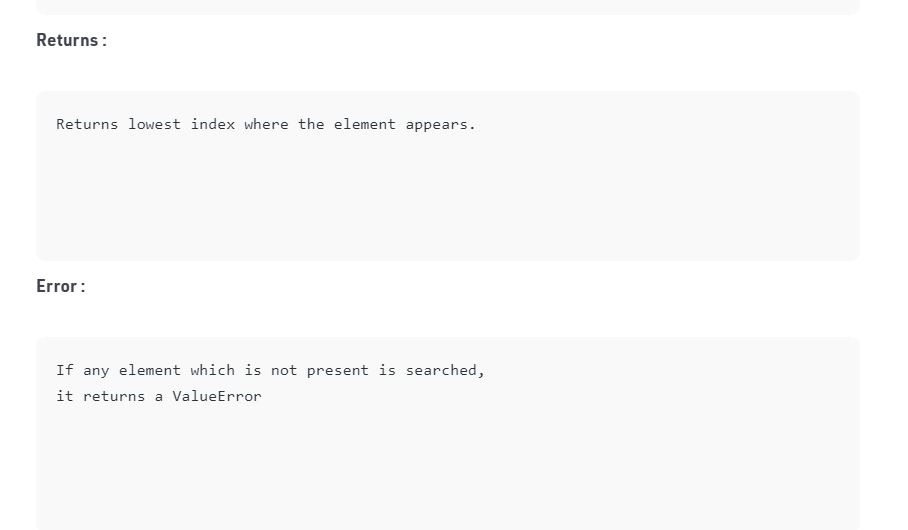 Returns :
Returns lowest index where the element appears.
Error :
If any element which is not present is searched,
it returns a ValueError